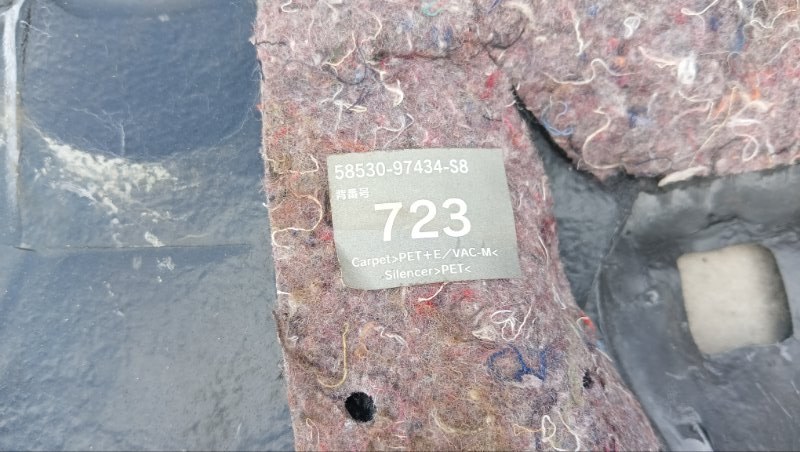 58530-97434-S8
背番号
723
Carpet>PET+E/VAC-M<
Silencer>PET<